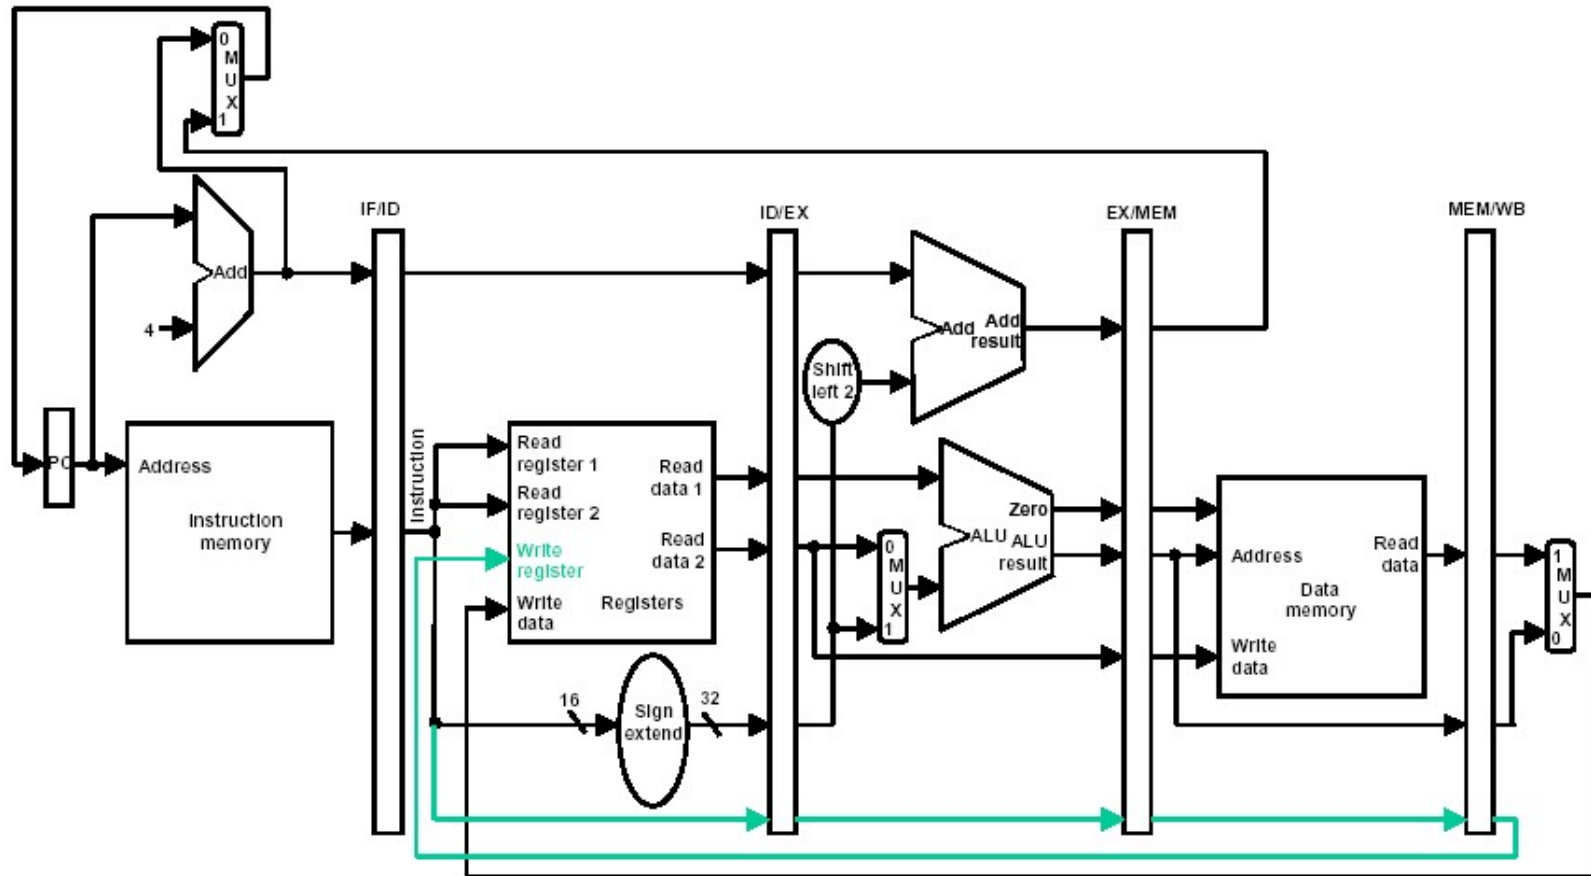 0
M
U
X
1
IF/ID
ID/EX
EX/MEM
MEM/WB
Add
4
Add
Add
result
Shift
left 2
PC
Address
Instruction
memory
Instruction
Read
register 1
Read
register 2
Write
register
Write
data
Read
data 1
Read
data 2
Registers
0
M
U
X
1
Zero
ALU
ALU
result
Address
Read
data
Data
memory
Write
data
1
M
U
X
0
16
Sign
extend
32